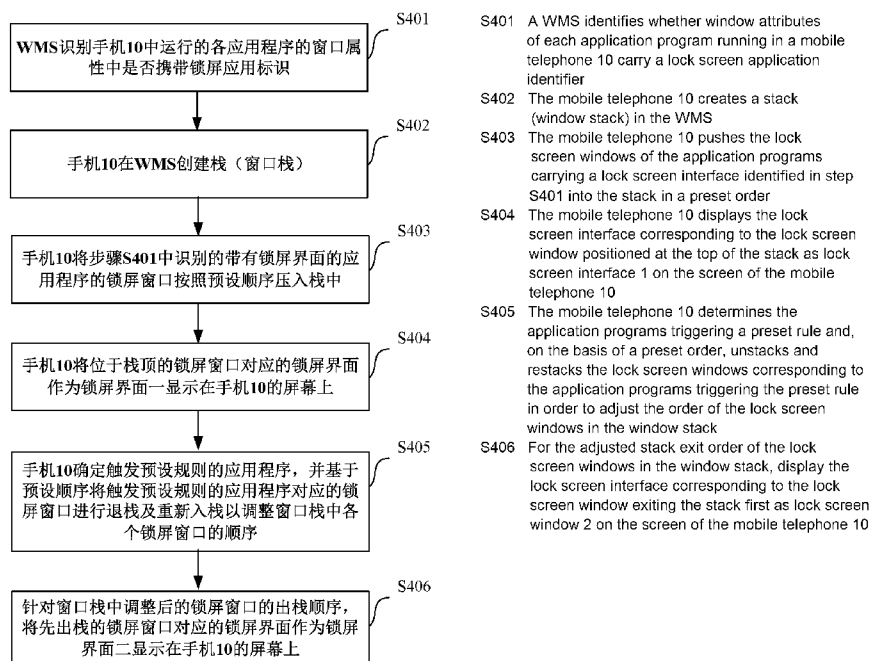 S401
WMS识别手机10中运行的各应用程序的窗口属
性中是否携带锁屏应用标识
S402
手机10在WMS创建栈（窗口栈）
S403
手机10将步骤S401中识别的带有锁屏界面的应
用程序的锁屏窗口按照预设顺序压入栈中
S404
手机10将位于栈顶的锁屏窗口对应的锁屏界面
作为锁屏界面一显示在手机10的屏幕上
S405
手机10确定触发预设规则的应用程序，并基于
预设顺序将触发预设规则的应用程序对应的锁
屏窗口进行退栈及重新入栈以调整窗口栈中各
个锁屏窗口的顺序
S406
针对窗口栈中调整后的锁屏窗口的出栈顺序，
将先出栈的锁屏窗口对应的锁屏界面作为锁屏
界面二显示在手机10的屏幕上
S401 A WMS identifies whether window attributes
of each application program running in a mobile
telephone 10 carry a lock screen application
identifier
S402 The mobile telephone 10 creates a stack
(window stack) in the WMS
S403 The mobile telephone 10 pushes the lock
screen windows of the application programs
carrying a lock screen interface identified in step
S401 into the stack in a preset order
S404 The mobile telephone 10 displays the lock
screen interface corresponding to the lock screen
window positioned at the top of the stack as lock
screen interface 1 on the screen of the mobile
telephone 10
S405 The mobile telephone 10 determines the
application programs triggering a preset rule and,
on the basis of a preset order, unstacks and
restacks the lock screen windows corresponding to
the application programs triggering the preset rule
in order to adjust the order of the lock screen
windows in the window stack
S406 For the adjusted stack exit order of the lock
screen windows in the window stack, display the
lock screen interface corresponding to the lock
screen window exiting the stack first as lock screen
window 2 on the screen of the mobile telephone 10